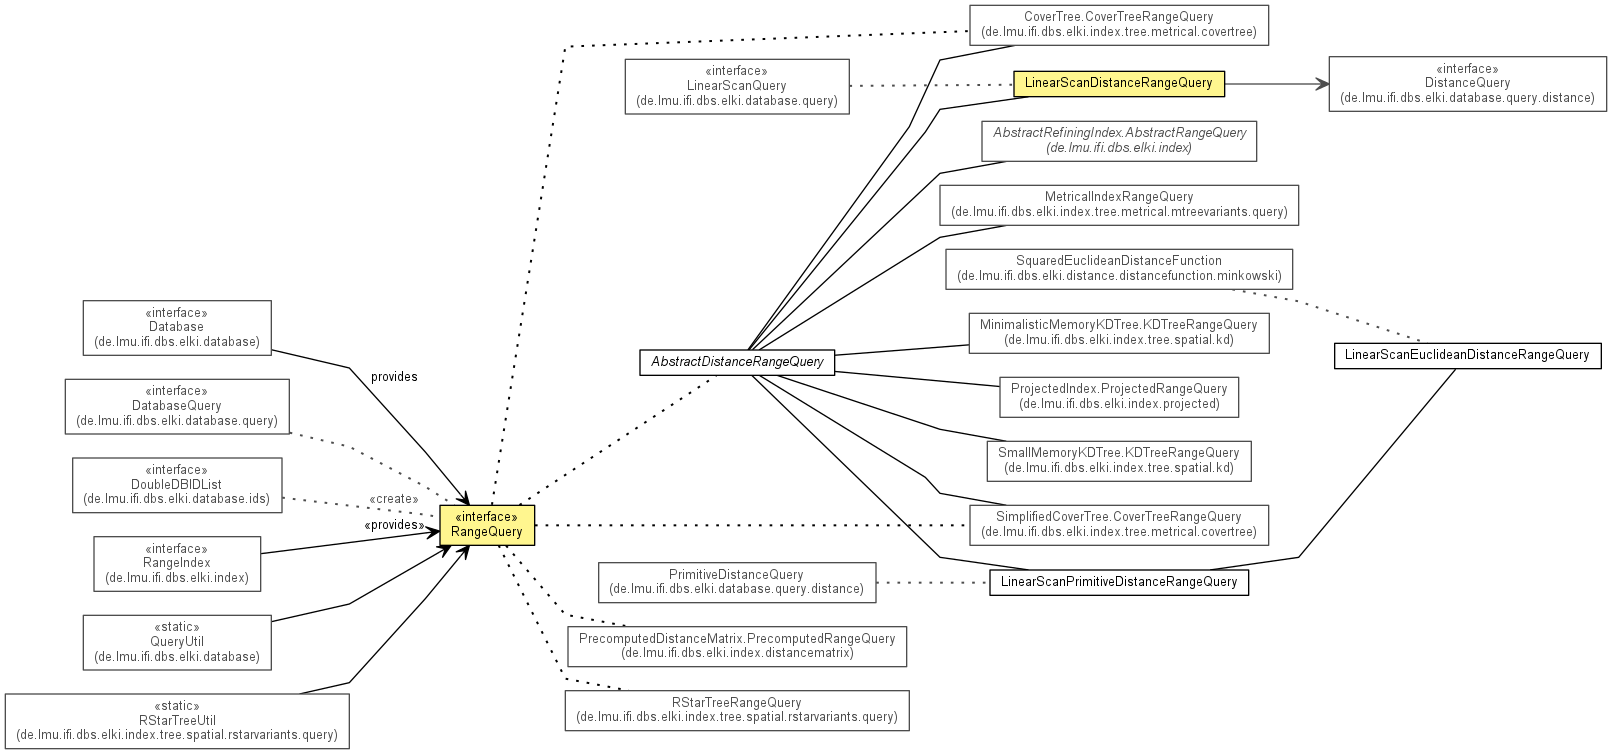 CoverTree.CoverTreeRangeQuery
(de.lmu.ifi.dbs.elki.index.tree.metrical.covertree)
«interface»
LinearScanQuery
(de.lmu.ifi.dbs.elki.database.query)
LinearScanDistanceRangeQuery
«interface»
DistanceQuery
(de.lmu.ifi.dbs.elki.database.query.distance)
AbstractRefiningIndex.AbstractRangeQuery
(de.lmu.ifi.dbs.elki.index)
MetricalIndexRangeQuery
(de.lmu.ifi.dbs.elki.index.tree.metrical.mtreevariants.query)
SquaredEuclideanDistanceFunction
(de.lmu.ifi.dbs.elki.distance.distancefunction.minkowski)
«interface»
Database
(de.lmu.ifi.dbs.elki.database)
provides
MinimalisticMemoryKDTree.KDTreeRangeQuery
(de.lmu.ifi.dbs.elki.index.tree.spatial.kd)
AbstractDistanceRangeQuery
LinearScanEuclideanDistanceRangeQuery
«interface»
DatabaseQuery
(de.lmu.ifi.dbs.elki.database.query)
ProjectedIndex.ProjectedRangeQuery
(de.lmu.ifi.dbs.elki.index.projected)
SmallMemoryKDTree.KDTreeRangeQuery
(de.lmu.ifi.dbs.elki.index.tree.spatial.kd)
«interface»
DoubleDBIDList
(de.lmu.ifi.dbs.elki.database.ids)
«create»
«provides»
«interface»
RangeQuery
SimplifiedCoverTree.CoverTreeRangeQuery
(de.lmu.ifi.dbs.elki.index.tree.metrical.covertree)
«interface»
RangeIndex
(de.lmu.ifi.dbs.elki.index)
PrimitiveDistanceQuery
(de.lmu.ifi.dbs.elki.database.query.distance)
LinearScanPrimitiveDistanceRangeQuery
«static»
QueryUtil
(de.lmu.ifi.dbs.elki.database)
PrecomputedDistanceMatrix.PrecomputedRangeQuery
(de.lmu.ifi.dbs.elki.index.distancematrix)
«static»
RStarTreeUtil
(de.lmu.ifi.dbs.elki.index.tree.spatial.rstarvariants.query)
RStarTreeRangeQuery
(de.lmu.ifi.dbs.elki.index.tree.spatial.rstarvariants.query)